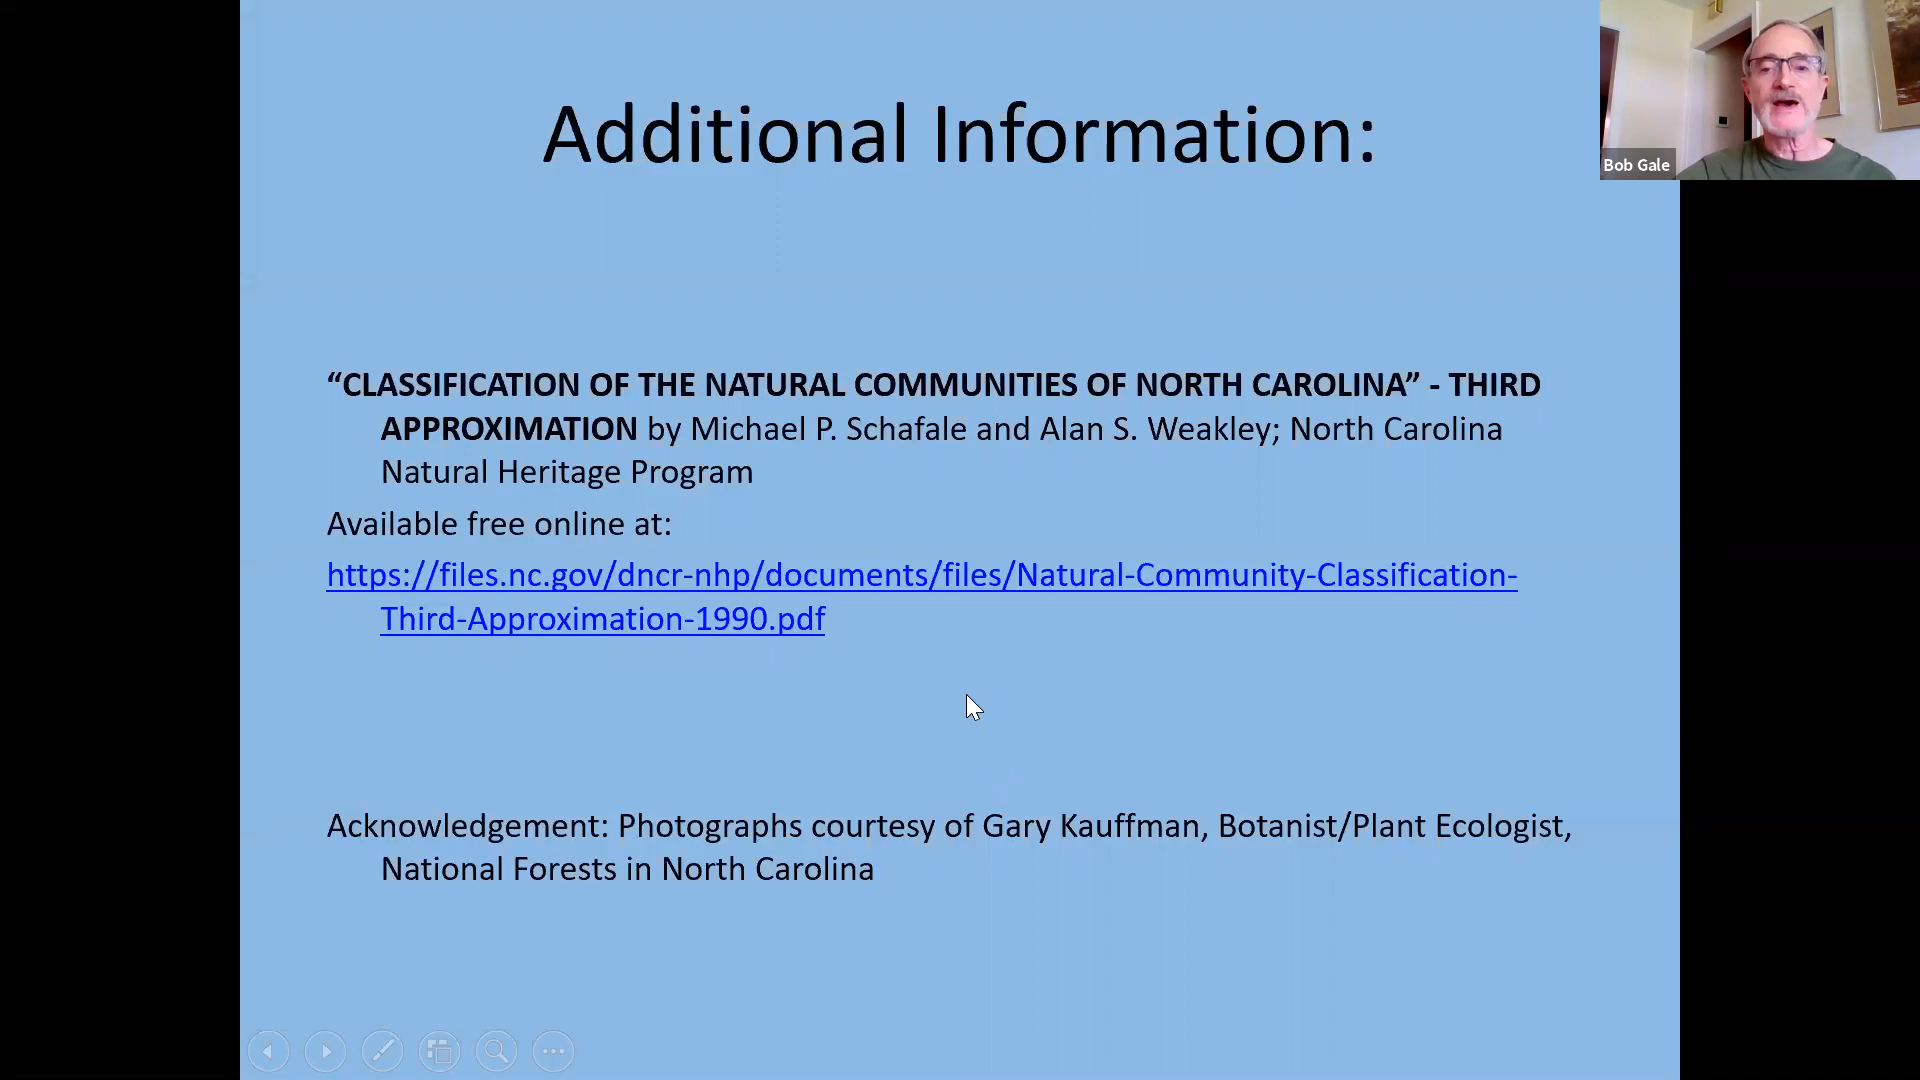 Additional Information:
Bob Gale
“CLASSIFICATION OF THE NATURAL COMMUNITIES OF NORTH CAROLINA” - THIRD
APPROXIMATION by Michael P. Schafale and Alan S. Weakley; North Carolina
Natural Heritage Program
Available free online at:
https://files.nc.gov/dncr-nhp/documents/files/Natural-Community-Classification-
Third-Approximation-1990.pdf
Acknowledgement: Photographs courtesy of Gary Kauffman, Botanist/Plant Ecologist,
National Forests in North Carolina